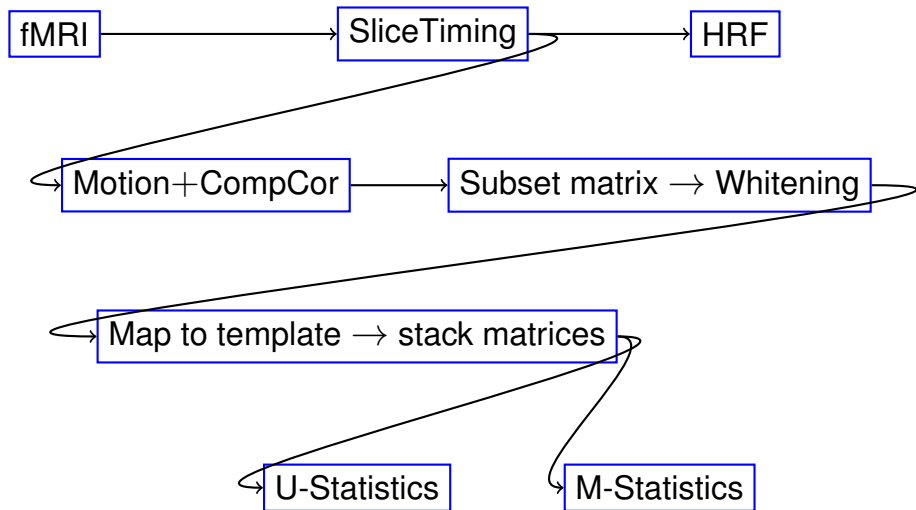 fMRI SliceTiming HRF
Motion+CompCor Subset matrix → Whitening
Map to template → stack matrices
U-Statistics M-Statistics